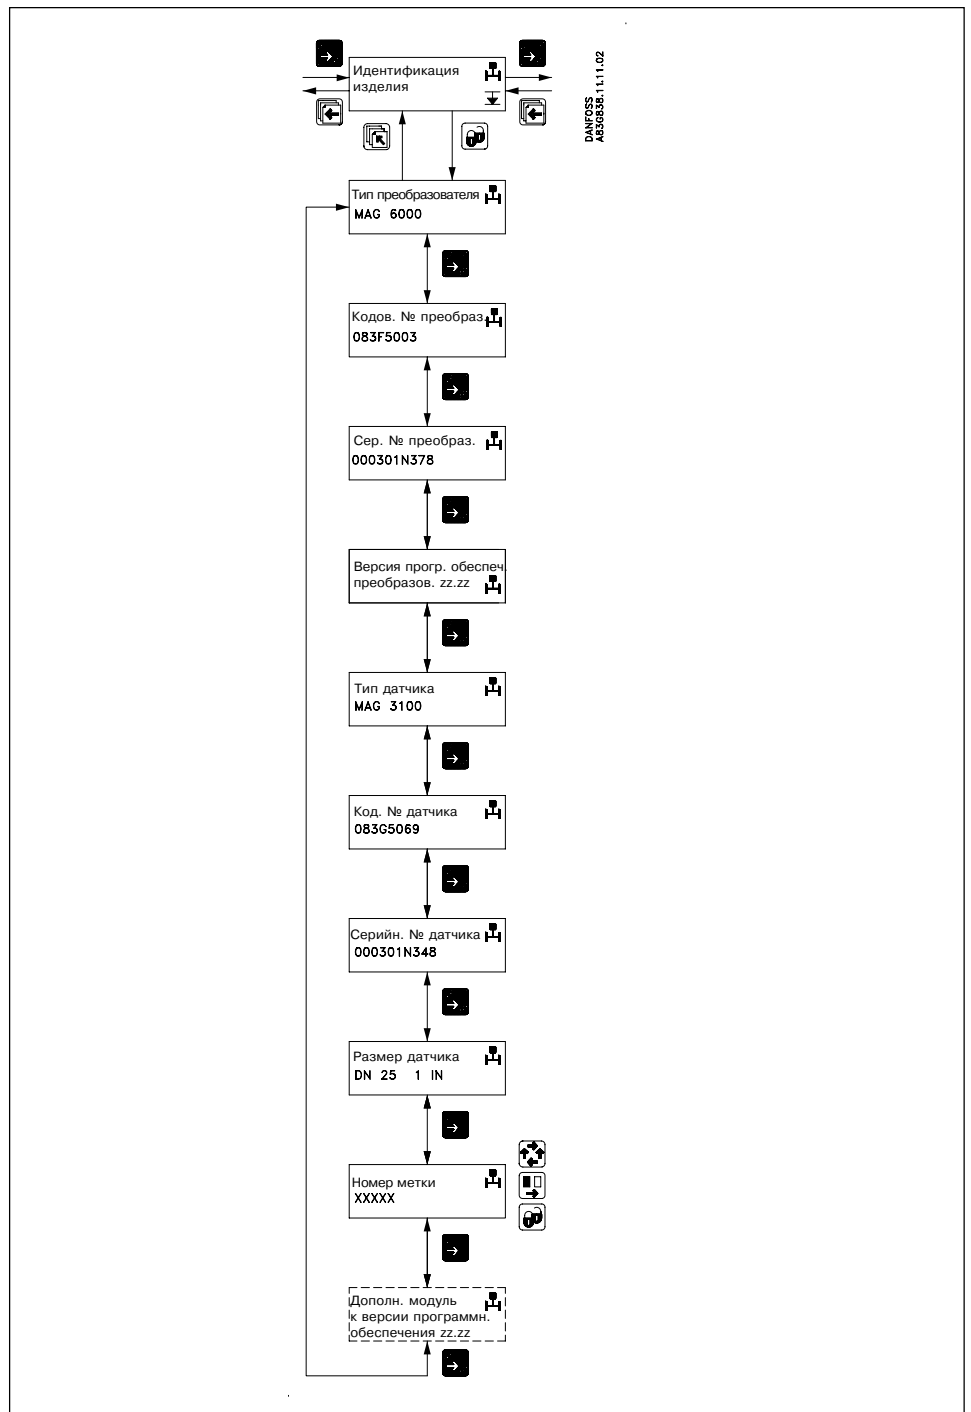 Идентификация
изделия
DANFOSS
A83G838.11.11.02
Тип преобразователя
MAG 6000
Кодов. № преобраз.
083F5003
Сер. № преобраз.
000301N378
Версия прогр. обеспеч.
преобразов. zz.zz
Тип датчика
MAG 3100
Код. № датчика
083G5069
Серийн. № датчика
000301N348
Размер датчика
DN 25 1 IN
Номер метки
XXXXX
Дополн. модуль
к версии программн.
обеспечения zz.zz